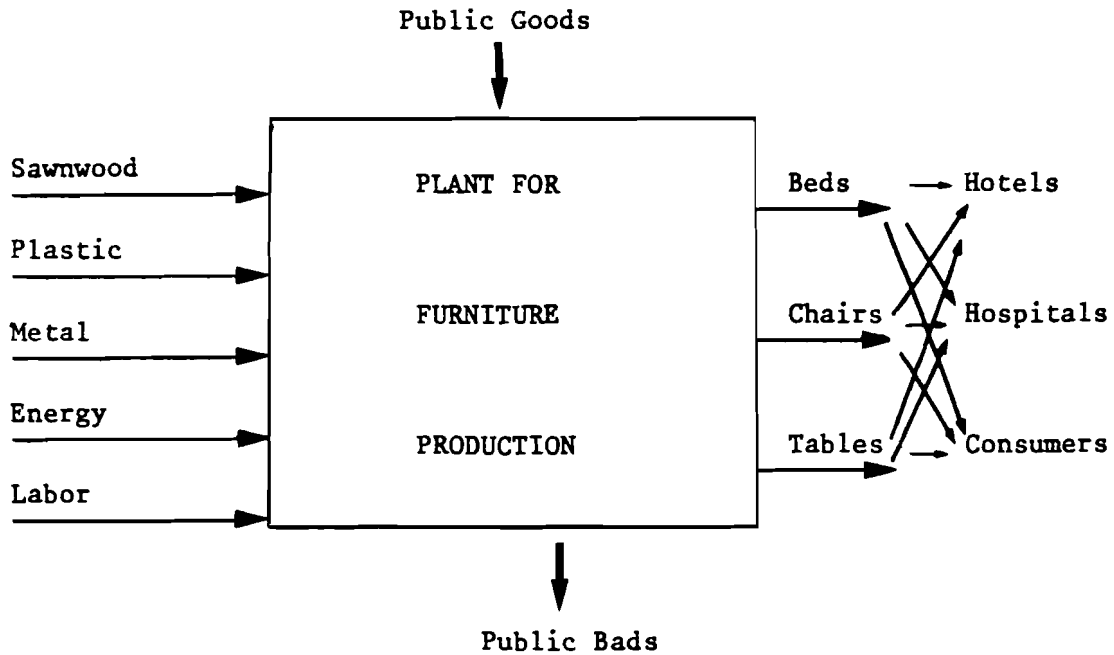 Public Goods
Sawnwood
Plastic
Metal
Energy
Labor
PLANT FOR
FURNITURE
PRODUCTION
Beds
Chairs
Tables
Hotels
Hospitals
Consumers
Public Bads